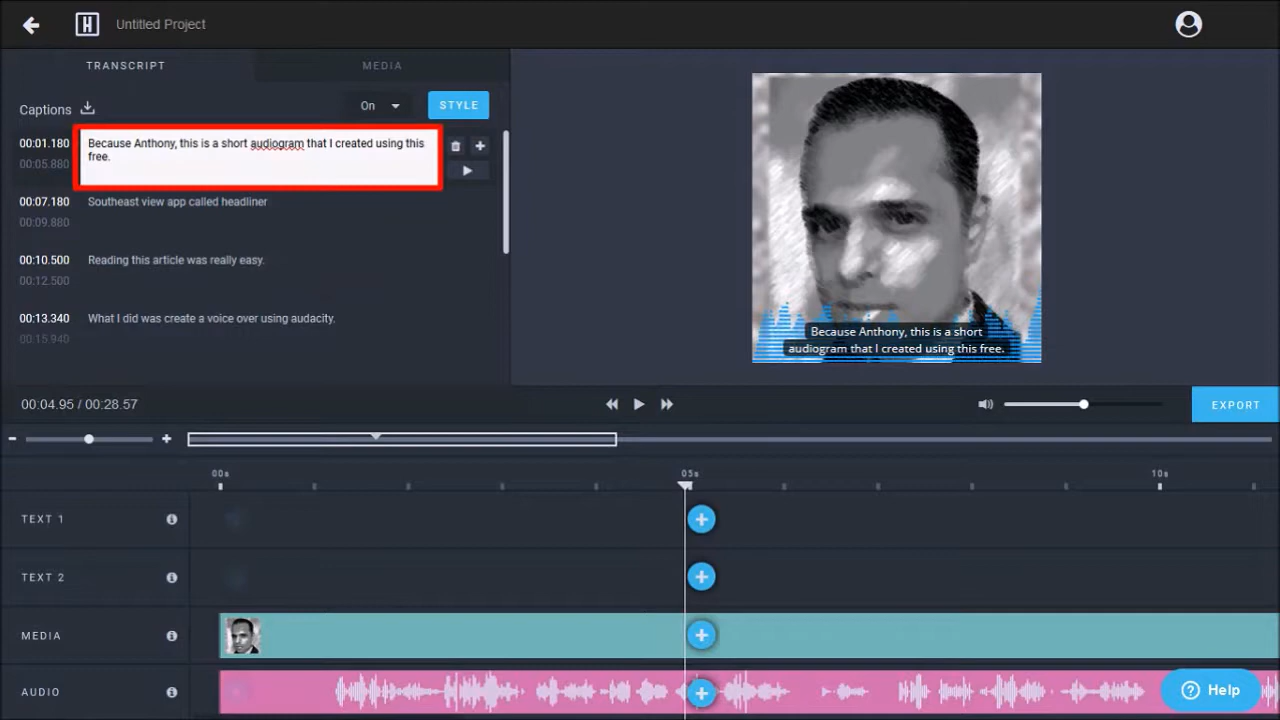 H Untitled Project
TRANSCRIPT MEDIA
Captions On STYLE
00:01.180 Because Anthony, this is a short audiogram that I created using this
00:05.880 free.
00:07.180 Southeast view app called headliner
00:09.880
00:10.500 Reading this article was really easy.
00:12.500
00:13.340 What I did was create a voice over using audacity.
00:15.940
Because Anthony, this is a short
audiogram that I created using this free.
00:04.95 / 00:28.57 EXPORT
00s 05s 10s
TEXT 1
TEXT 2
MEDIA
AUDIO
? Help